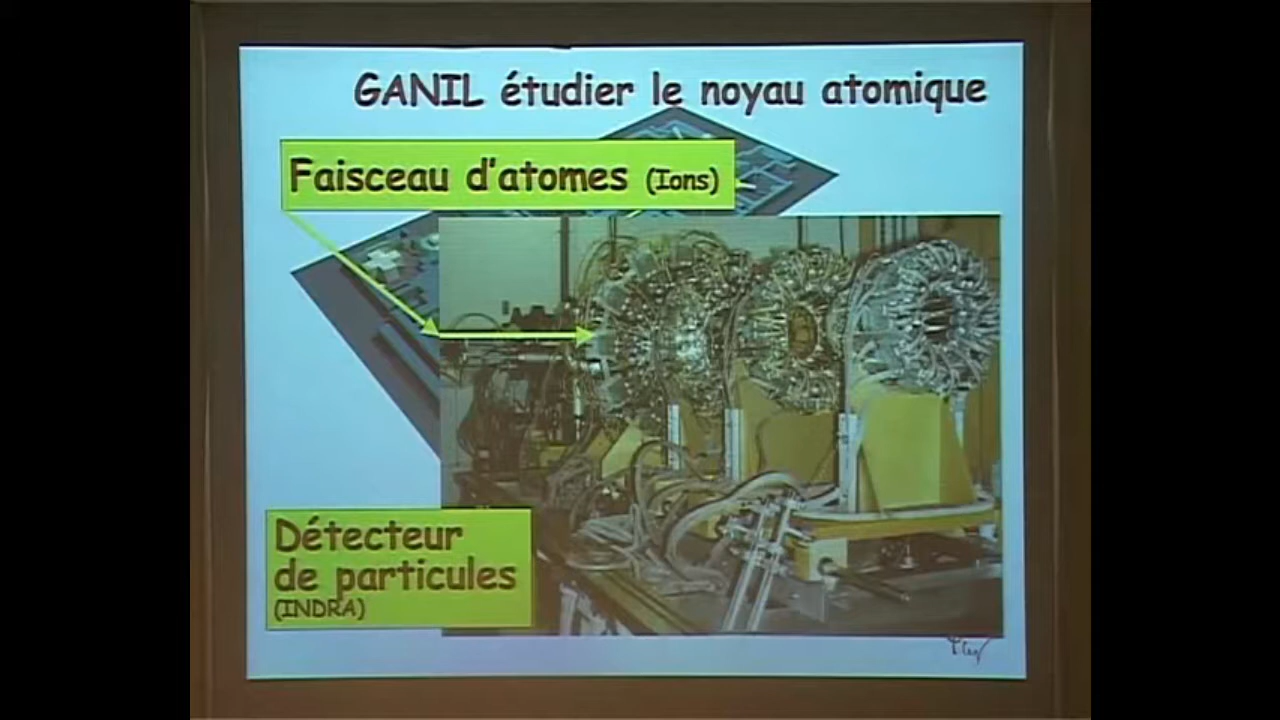 GANIL étudier le noyau atomique
Faisceau d'atomes (Ions)
Détecteur
de particules
(INDRA)